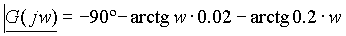 G(jw) = −90°− arctg w · 0.02 − arctg 0.2 · w